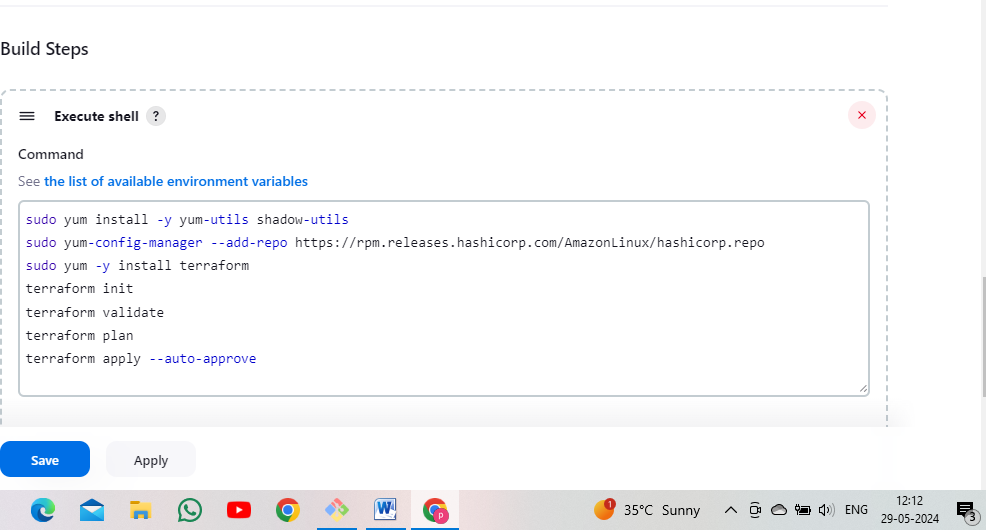 Build Steps
Execute shell ?
Command
See the list of available environment variables
sudo yum install -y yum-utils shadow-utils
sudo yum-config-manager --add-repo https://rpm.releases.hashicorp.com/AmazonLinux/hashicorp.repo
sudo yum -y install terraform
terraform init
terraform validate
terraform plan
terraform apply --auto-approve
Save Apply
W p 1 35°C Sunny ENG 12:12
29-05-2024 3